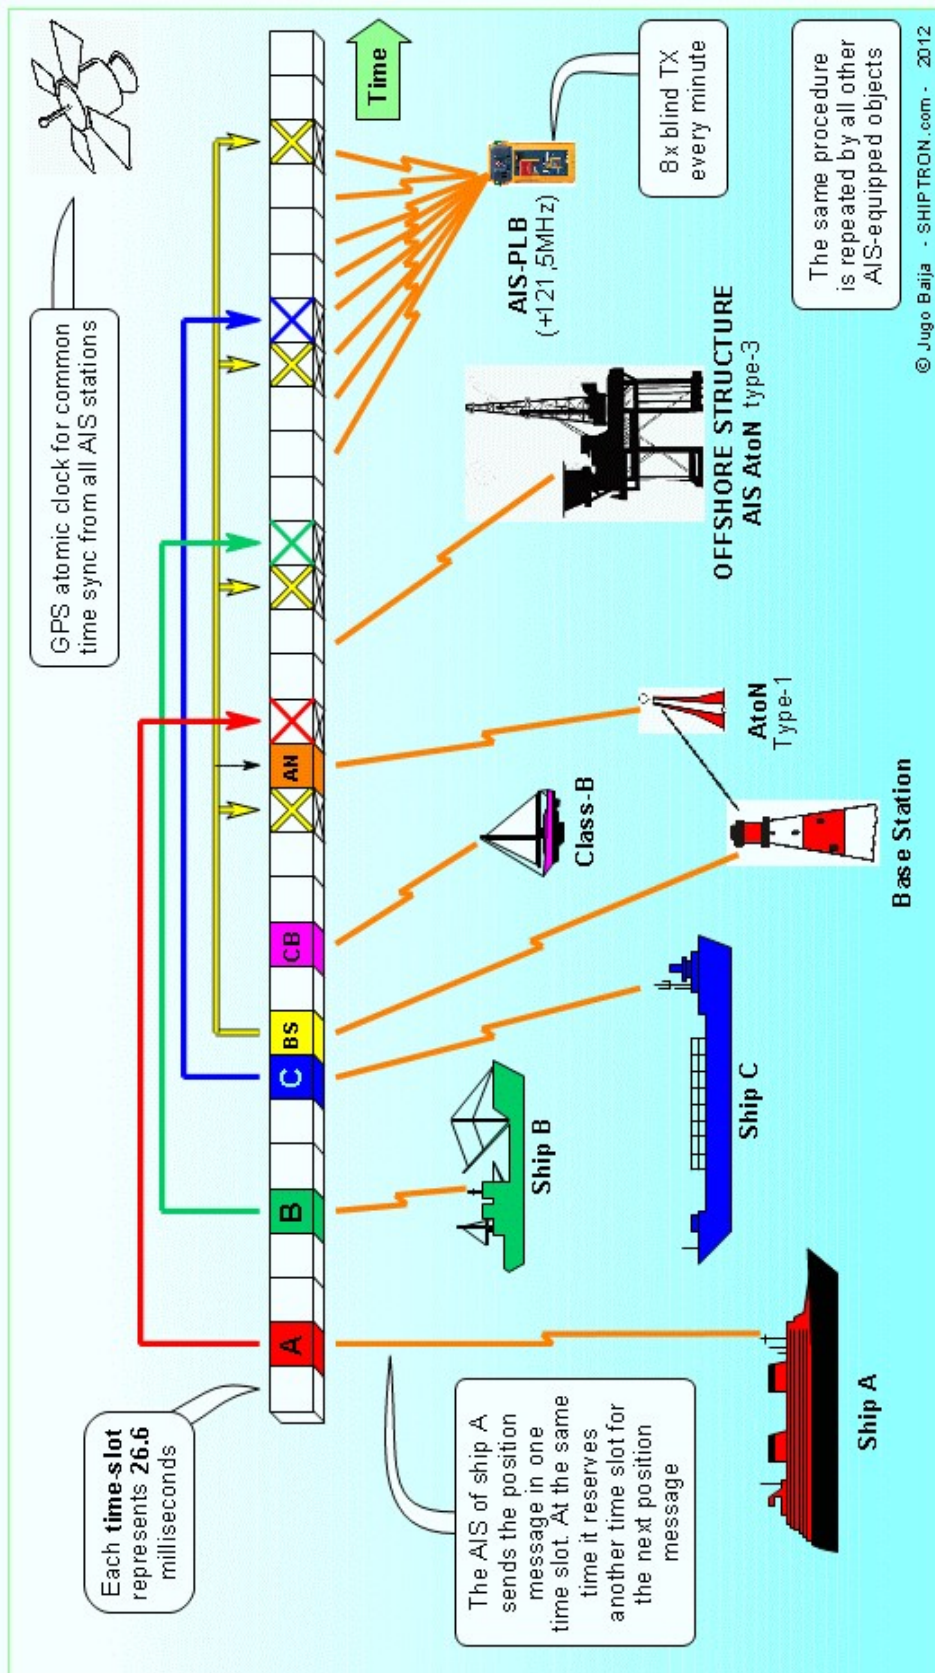 Each time-slot
represents 26.6
milliseconds
GPS atomic clock for common
time sync from all AIS stations
Time
A
B
C
BS
CB
AN
The AIS of ship A
sends the position
message in one
time slot. At the same
time it reserves
another time slot for
the next position
message
Ship A
Ship B
Ship C
Class-B
Base Station
AtoN
Type-1
OFFSHORE STRUCTURE
AIS AtoN type-3
AIS-PLB
(+121,5MHz)
8x blind TX
every minute
The same procedure
is repeated by all other
AIS-equipped objects
© Jugo Baija - SHIPTRON.com - 2012